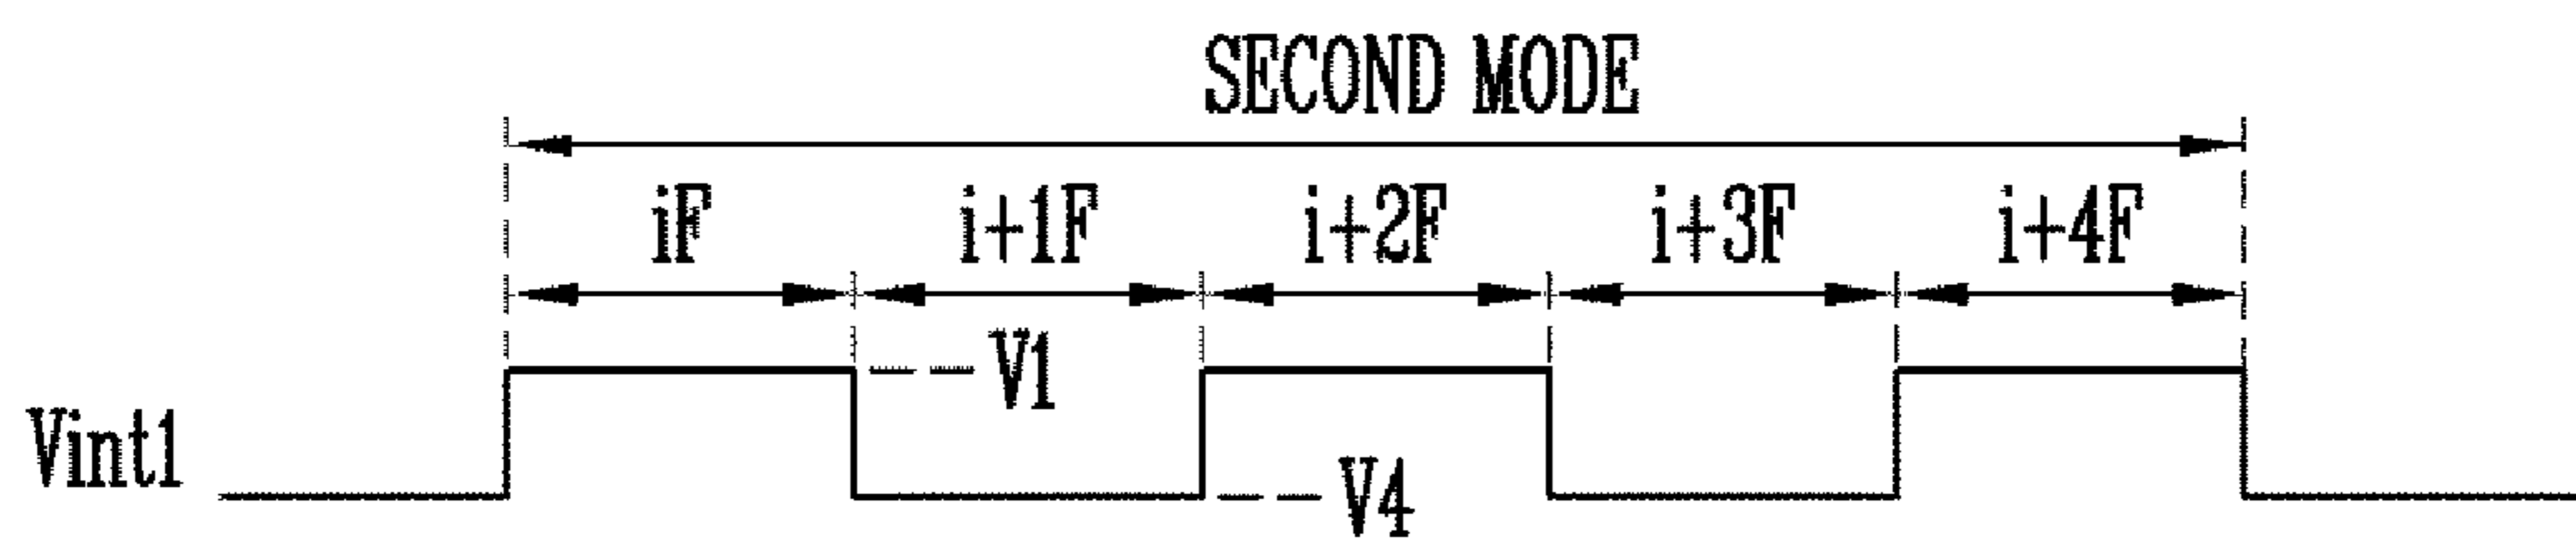 SECOND MODE
iF i+1F i+2F i+3F i+4F
V1
Vint1
V4